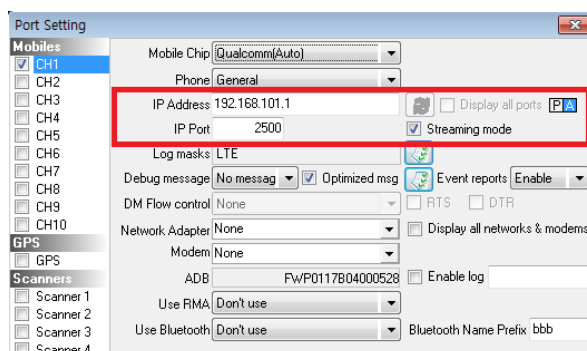 Port Setting
Mobiles
CH1
CH2
CH3
CH4
CH5
CH6
CH7
CH8
CH9
CH10
GPS
GPS
Scanners
Scanner 1
Scanner 2
Scanner 3
Scanner 4
Mobile Chip Qualcomm(Auto)
Phone General
IP Address 192.168.101.1 Display all ports P A
IP Port 2500 Streaming mode
Log masks LTE
Debug message No messag Optimized msg Event reports Enable
DM Flow control None RTS DTR
Network Adapter None Display all networks & modems
Modem None
ADB FWP0117B04000528 Enable log
Use RMA Don't use
Use Bluetooth Don't use Bluetooth Name Prefix bbb